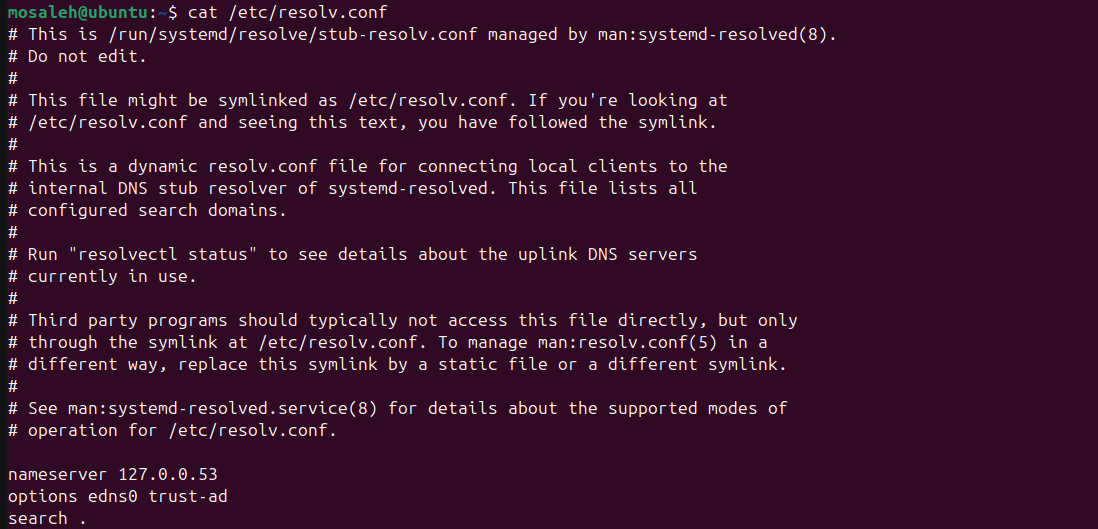 mosaleh@ubuntu:~$ cat /etc/resolv.conf
# This is /run/systemd/resolve/stub-resolv.conf managed by man:systemd-resolved(8).
# Do not edit.
#
# This file might be symlinked as /etc/resolv.conf. If you're looking at
# /etc/resolv.conf and seeing this text, you have followed the symlink.
#
# This is a dynamic resolv.conf file for connecting local clients to the
# internal DNS stub resolver of systemd-resolved. This file lists all
# configured search domains.
#
# Run "resolvectl status" to see details about the uplink DNS servers
# currently in use.
#
# Third party programs should typically not access this file directly, but only
# through the symlink at /etc/resolv.conf. To manage man:resolv.conf(5) in a
# different way, replace this symlink by a static file or a different symlink.
#
# See man:systemd-resolved.service(8) for details about the supported modes of
# operation for /etc/resolv.conf.

nameserver 127.0.0.53
options edns0 trust-ad
search .